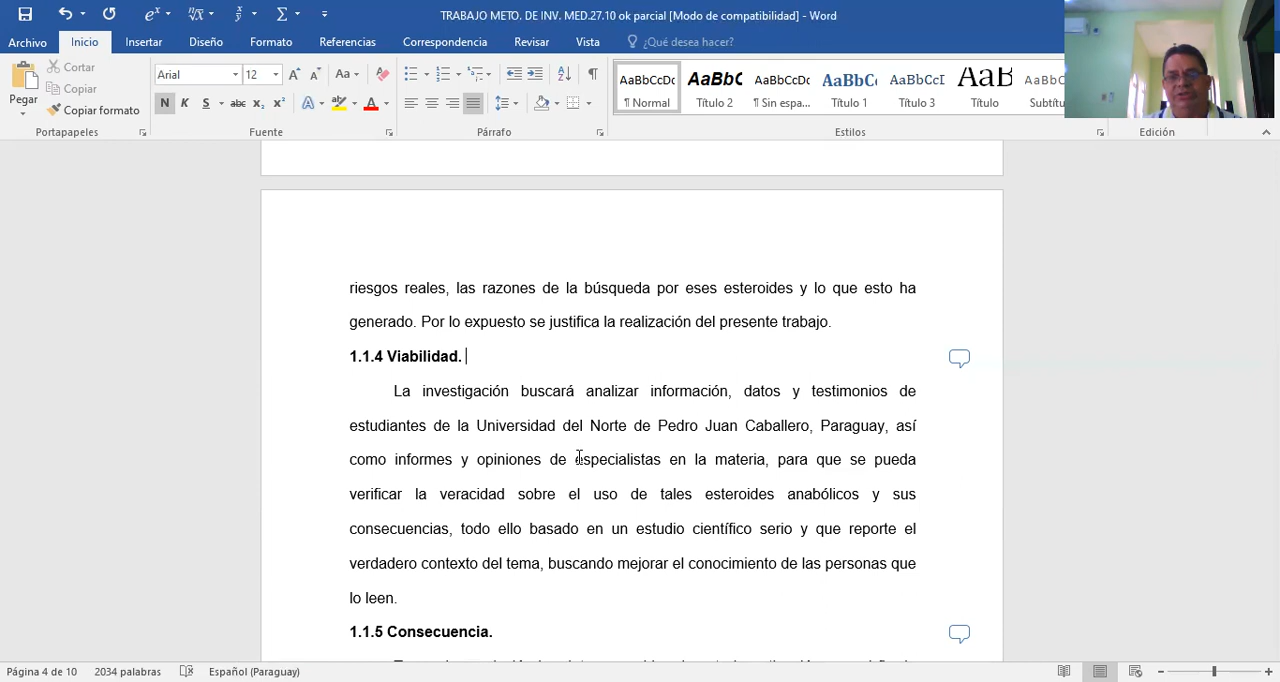 TRABAJO METO. DE INV. MED.27.10 ok parcial [Modo de compatibilidad] - Word
Archivo Inicio Insertar Diseño Formato Referencias Correspondencia Revisar Vista ¿Qué desea hacer?
Pegar
Cortar
Copiar
Copiar formato
Portapapeles
Arial 12
Fuente
Párrafo
AaBbCcDc AaBbC AaBbCcDc AaBbC AaBbCcI AaB AaBbC
¶ Normal Título 2 ¶ Sin espa... Título 1 Título 3 Título Subtítu
Estilos
Edición
riesgos reales, las razones de la búsqueda por eses esteroides y lo que esto ha
generado. Por lo expuesto se justifica la realización del presente trabajo.
1.1.4 Viabilidad.
La investigación buscará analizar información, datos y testimonios de
estudiantes de la Universidad del Norte de Pedro Juan Caballero, Paraguay, así
como informes y opiniones de especialistas en la materia, para que se pueda
verificar la veracidad sobre el uso de tales esteroides anabólicos y sus
consecuencias, todo ello basado en un estudio científico serio y que reporte el
verdadero contexto del tema, buscando mejorar el conocimiento de las personas que
lo leen.
1.1.5 Consecuencia.
Página 4 de 10 2034 palabras Español (Paraguay)